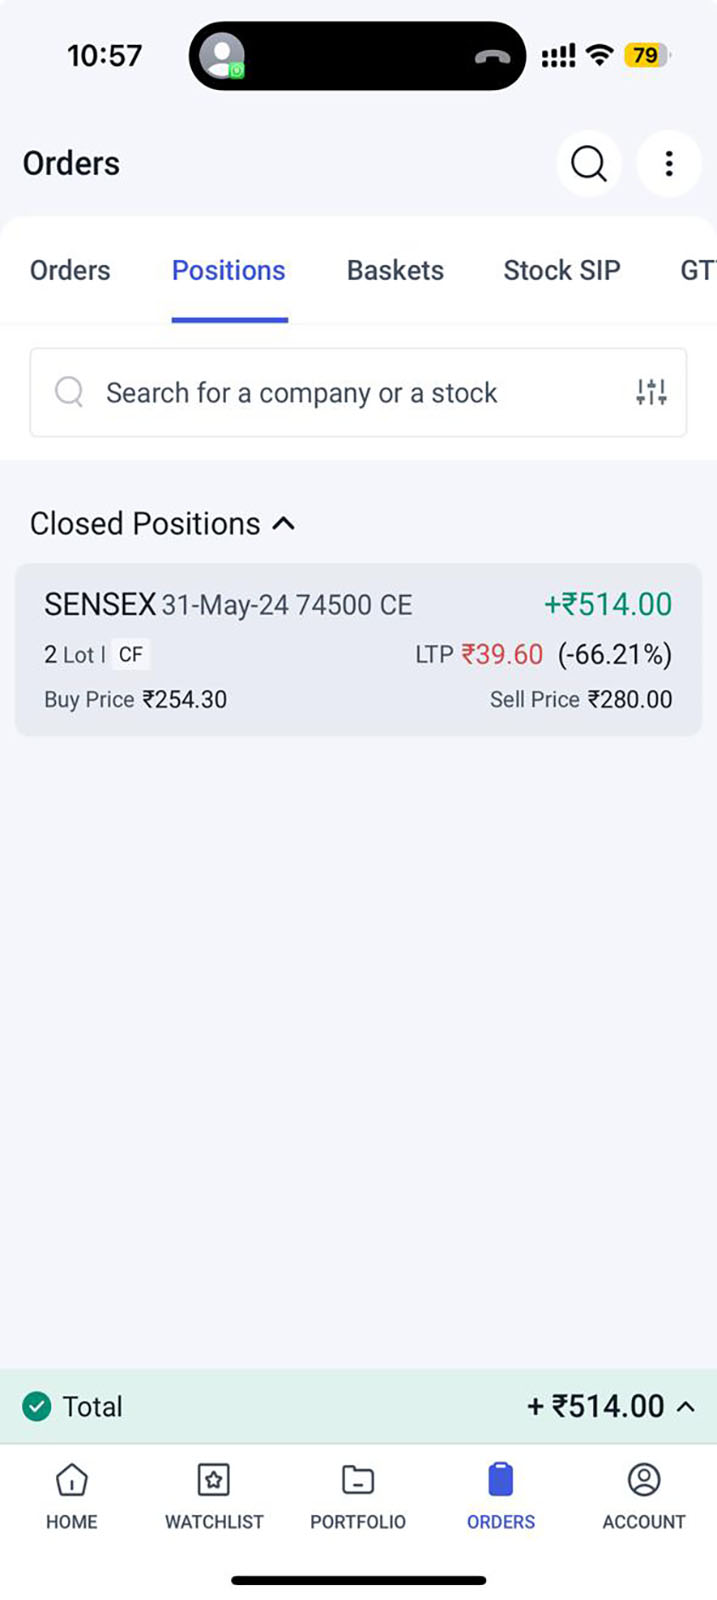 10:57 79
Orders
Orders Positions Baskets Stock SIP GT
Search for a company or a stock
Closed Positions
SENSEX 31-May-24 74500 CE +₹514.00
2 Lot | CF LTP ₹39.60 (-66.21%)
Buy Price ₹254.30 Sell Price ₹280.00
Total + ₹514.00
HOME WATCHLIST PORTFOLIO ORDERS ACCOUNT